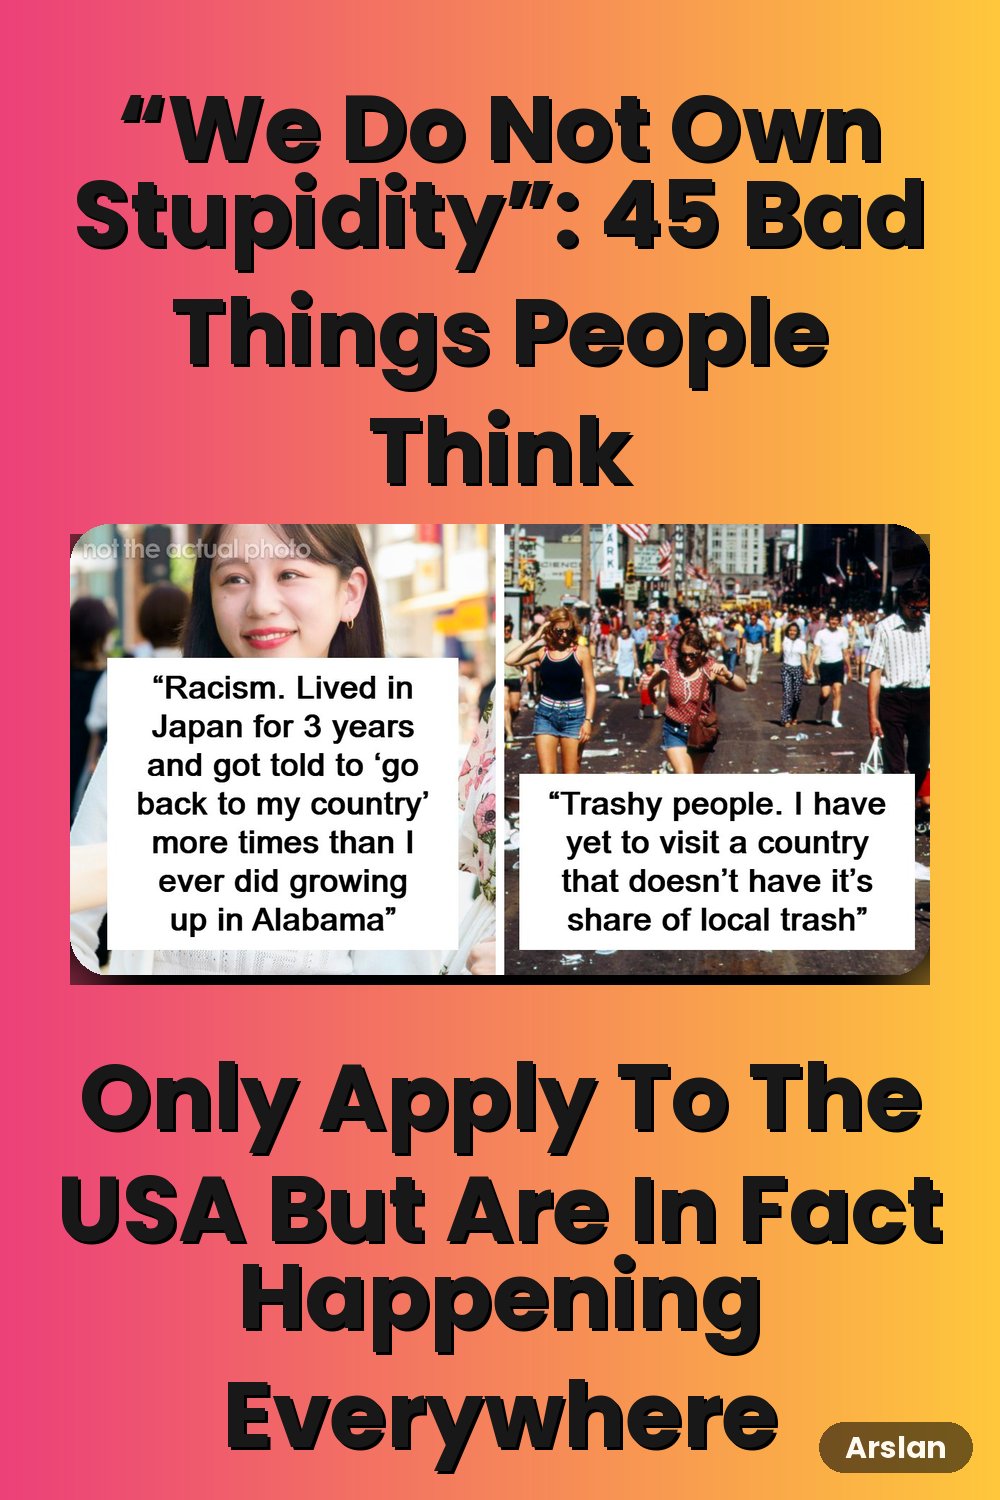 “We Do Not Own
Stupidity”: 45 Bad
Things People
Think
not the actual photo
“Racism. Lived in
Japan for 3 years
and got told to ‘go
back to my country’
more times than I
ever did growing
up in Alabama”
“Trashy people. I have
yet to visit a country
that doesn’t have it’s
share of local trash”
Only Apply To The
USA But Are In Fact
Happening
Everywhere
Arslan